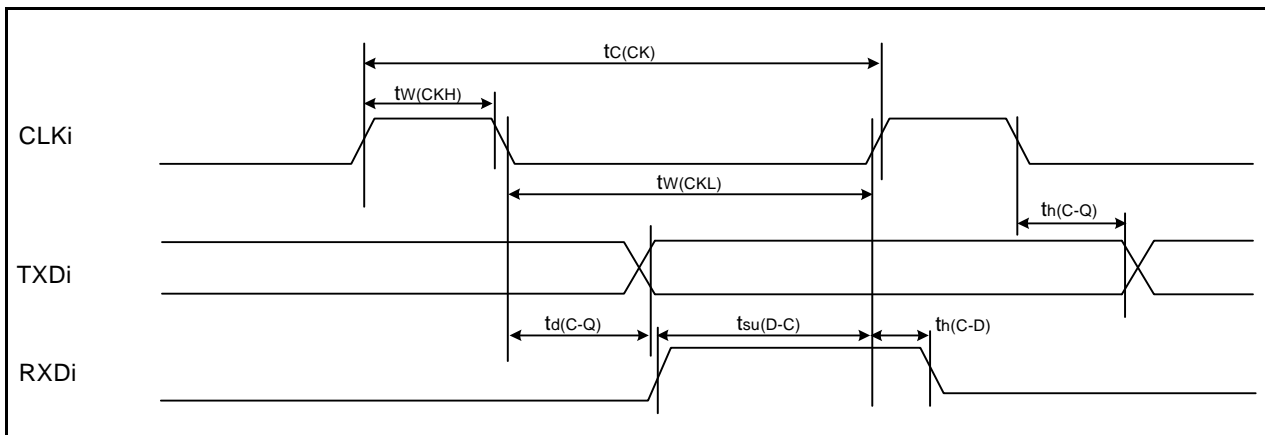 tC(CK)
tW(CKH)
CLKi
tW(CKL)
th(C-Q)
TXDi
td(C-Q)
tsu(D-C)
th(C-D)
RXDi